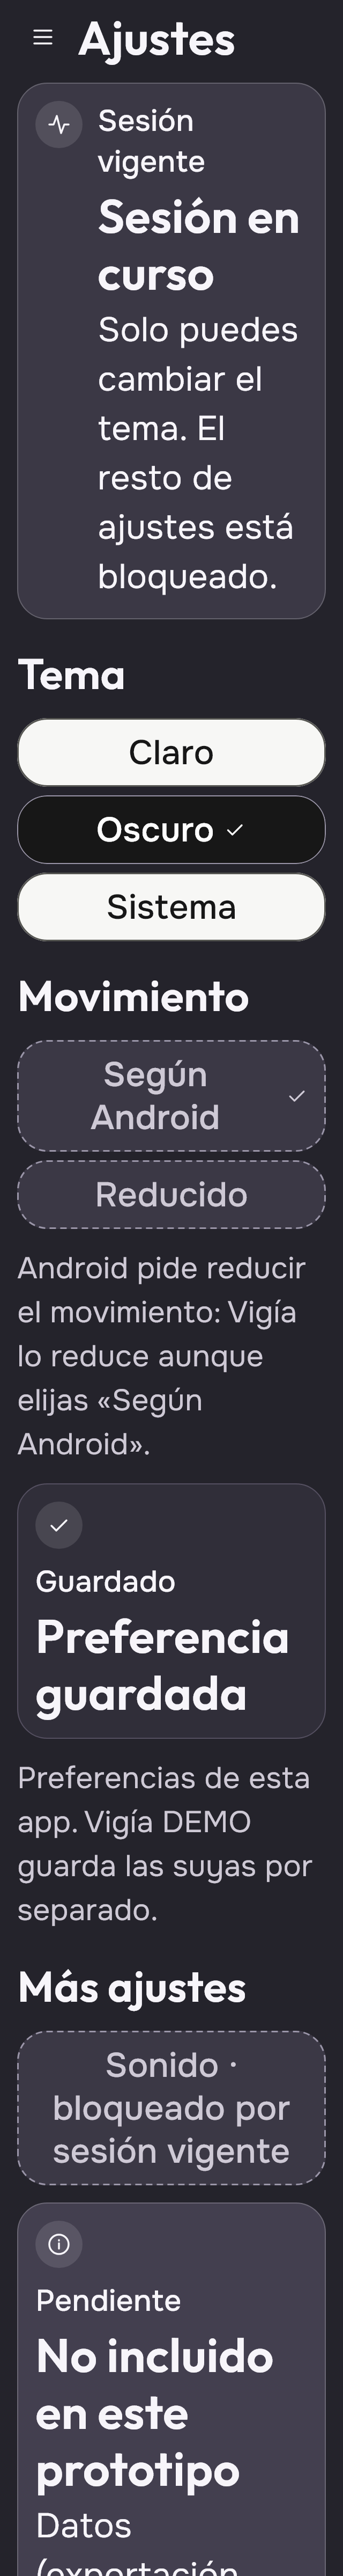 Ajustes
Sesión
vigente
Sesión en
curso
Solo puedes
cambiar el
tema. El
resto de
ajustes está
bloqueado.
Tema
Claro
Oscuro
Sistema
Movimiento
Según
Android
Reducido
Android pide reducir
el movimiento: Vigía
lo reduce aunque
elijas «Según
Android».
Guardado
Preferencia
guardada
Preferencias de esta
app. Vigía DEMO
guarda las suyas por
separado.
Más ajustes
Sonido ·
bloqueado por
sesión vigente
Pendiente
No incluido
en este
prototipo
Datos
(exportación